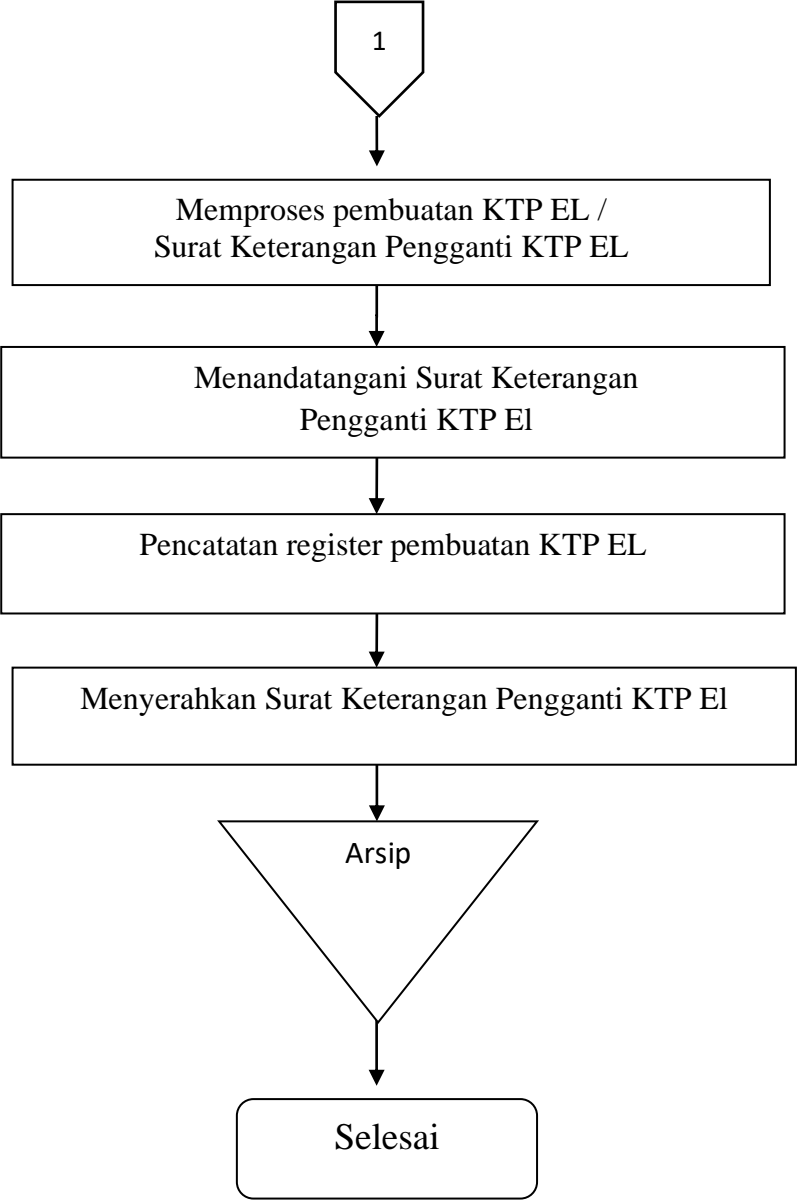 1
Memproses pembuatan KTP EL /
Surat Keterangan Pengganti KTP EL
Menandatangani Surat Keterangan
Pengganti KTP El
Pencatatan register pembuatan KTP EL
Menyerahkan Surat Keterangan Pengganti KTP El
Arsip
Selesai